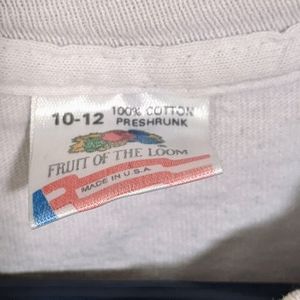 10-12 100% COTTON
PRESHRUNK
FRUIT OF THE LOOM
MADE IN U.S.A.